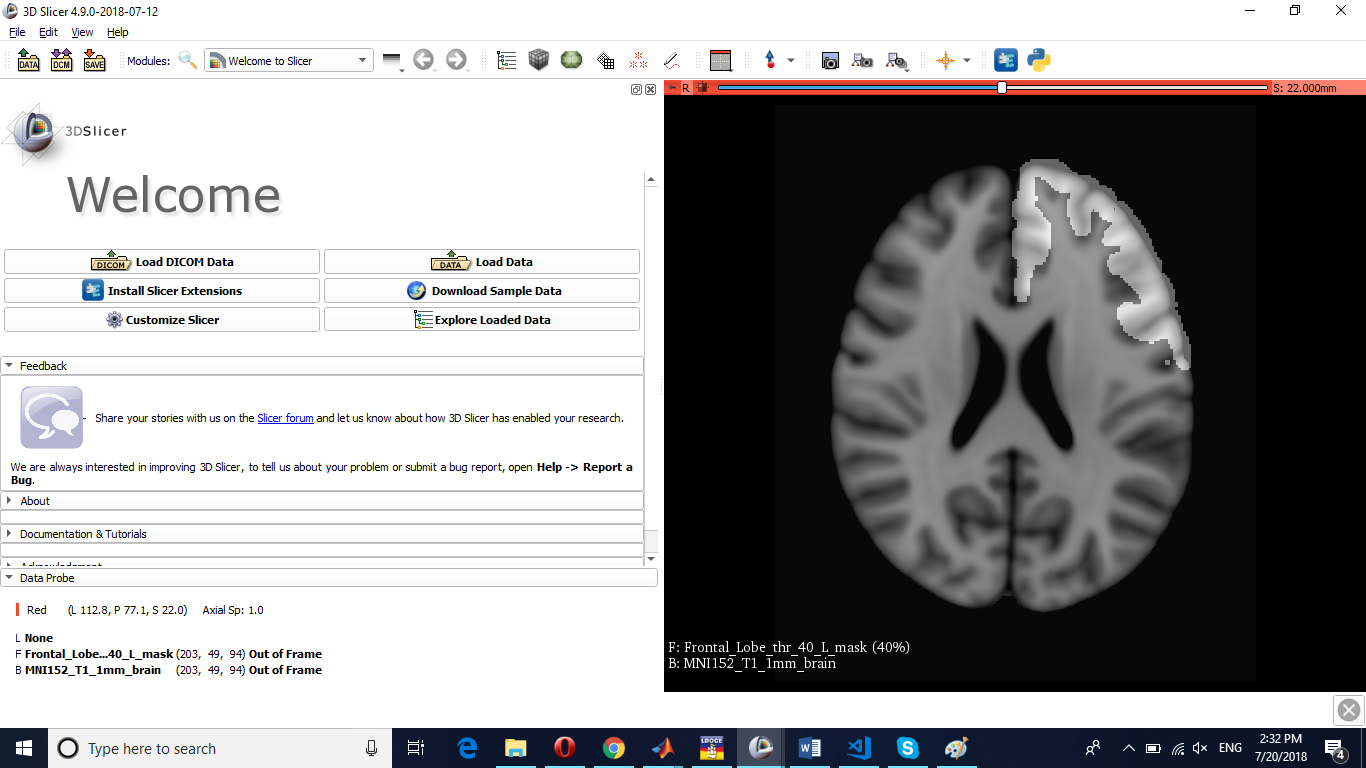 3D Slicer 4.9.0-2018-07-12
File Edit View Help
DATA DCM SAVE Modules: Welcome to Slicer
R S: 22.000mm
3DSlicer
Welcome
DICOM Load DICOM Data DATA Load Data
Install Slicer Extensions Download Sample Data
Customize Slicer Explore Loaded Data
Feedback
Share your stories with us on the Slicer forum and let us know about how 3D Slicer has enabled your research.
We are always interested in improving 3D Slicer, to tell us about your problem or submit a bug report, open Help -> Report a
Bug.
About
Documentation & Tutorials
Acknowledgment
Data Probe
Red (L 112.8, P 77.1, S 22.0) Axial Sp: 1.0
L None
F Frontal_Lobe...40_L_mask (203, 49, 94) Out of Frame
B MNI152_T1_1mm_brain (203, 49, 94) Out of Frame
F: Frontal_Lobe_thr_40_L_mask (40%)
B: MNI152_T1_1mm_brain
Type here to search
LDOCE
ENG
2:32 PM
7/20/2018
4